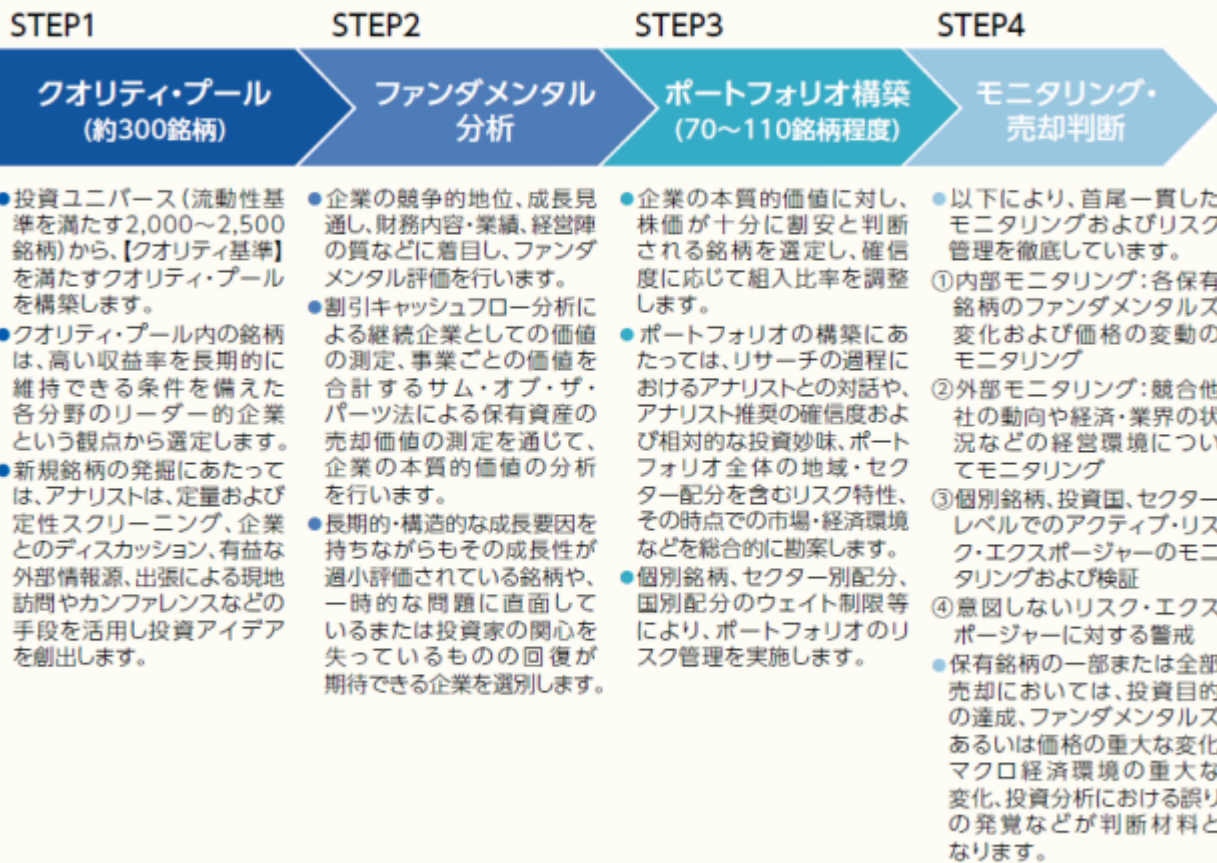 STEP1
クオリティ・プール
(約300銘柄)
●投資ユニバース(流動性基
準を満たす2,000～2,500
銘柄)から、【クオリティ基準】
を満たすクオリティ・プール
を構築します。
●クオリティ・プール内の銘柄
は、高い収益率を長期的に
維持できる条件を備えた
各分野のリーダー的企業
という観点から選定します。
●新規銘柄の発掘にあたって
は、アナリストは、定量および
定性スクリーニング、企業
とのディスカッション、有益な
外部情報源、出張による現地
訪問やカンファレンスなどの
手段を活用し投資アイデア
を創出します。
STEP2
ファンダメンタル
分析
●企業の競争的地位、成長見
通し、財務内容・業績、経営陣
の質などに着目し、ファンダ
メンタル評価を行います。
●割引キャッシュフロー分析に
よる継続企業としての価値
の測定、事業ごとの価値を
合計するサム・オブ・ザ・
パーツ法による保有資産の
売却価値の測定を通じて、
企業の本質的価値の分析
を行います。
●長期的・構造的な成長要因を
持ちながらもその成長性が
過小評価されている銘柄や、
一時的な問題に直面して
いるまたは投資家の関心を
失っているものの回復が
期待できる企業を選別します。
STEP3
ポートフォリオ構築
(70～110銘柄程度)
●企業の本質的価値に対し、
株価が十分に割安と判断
される銘柄を選定し、確信
度に応じて組入比率を調整
します。
●ポートフォリオの構築にあ
たっては、リサーチの過程に
おけるアナリストとの対話や、
アナリスト推奨の確信度およ
び相対的な投資妙味、ポート
フォリオ全体の地域・セク
ター配分を含むリスク特性、
その時点での市場・経済環境
などを総合的に勘案します。
●個別銘柄、セクター別配分、
国別配分のウェイト制限等
により、ポートフォリオのリ
スク管理を実施します。
STEP4
モニタリング・
売却判断
●以下により、首尾一貫した
モニタリングおよびリスク
管理を徹底しています。
①内部モニタリング：各保有
銘柄のファンダメンタルズ
変化および価格の変動の
モニタリング
②外部モニタリング：競合他
社の動向や経済・業界の状
況などの経営環境につい
てモニタリング
③個別銘柄、投資国、セクター
レベルでのアクティブ・リス
ク・エクスポージャーのモニ
タリングおよび検証
④意図しないリスク・エクス
ポージャーに対する警戒
●保有銘柄の一部または全部
売却においては、投資目的
の達成、ファンダメンタルズ
あるいは価格の重大な変化
マクロ経済環境の重大な
変化、投資分析における誤り
の発覚などが判断材料と
なります。